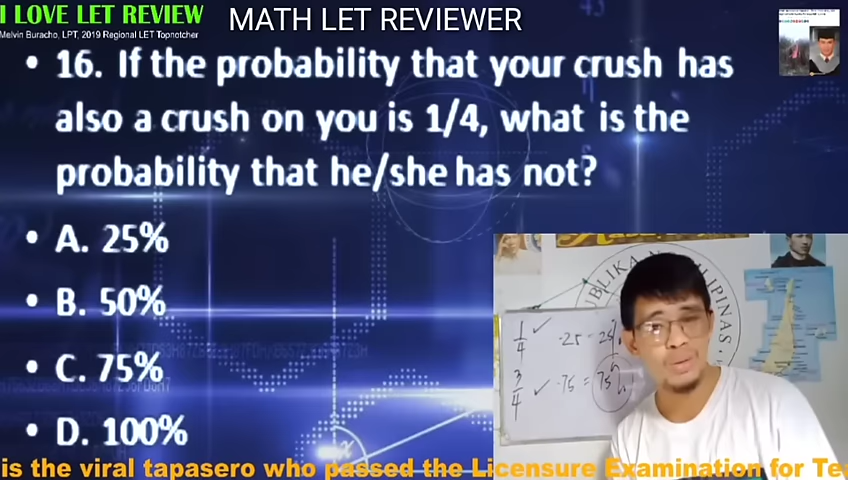 I LOVE LET REVIEW
Melvin Buracho, LPT, 2019 Regional LET Topnotcher
MATH LET REVIEWER
• 16. If the probability that your crush has
also a crush on you is 1/4, what is the
probability that he/she has not?
• A. 25%
• B. 50%
• C. 75%
• D. 100%
1/4 ✓ .25 = 25
3/4 ✓ .75 = 75%
PILIPINAS
is the viral tapasero who passed the Licensure Examination for Te